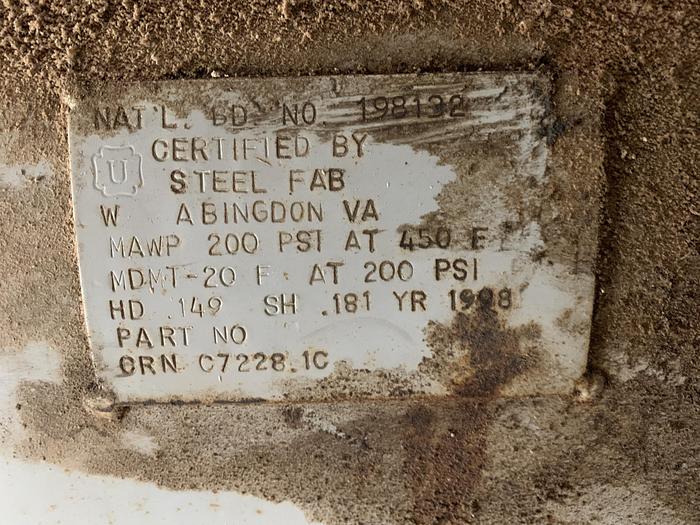 NAT'L. BD NO. 198132
U CERTIFIED BY
STEEL FAB
W ABINGDON VA
MAWP 200 PSI AT 450 F
MDMT-20 F AT 200 PSI
HD .149 SH .181 YR 1998
PART NO
CRN C7228.1C